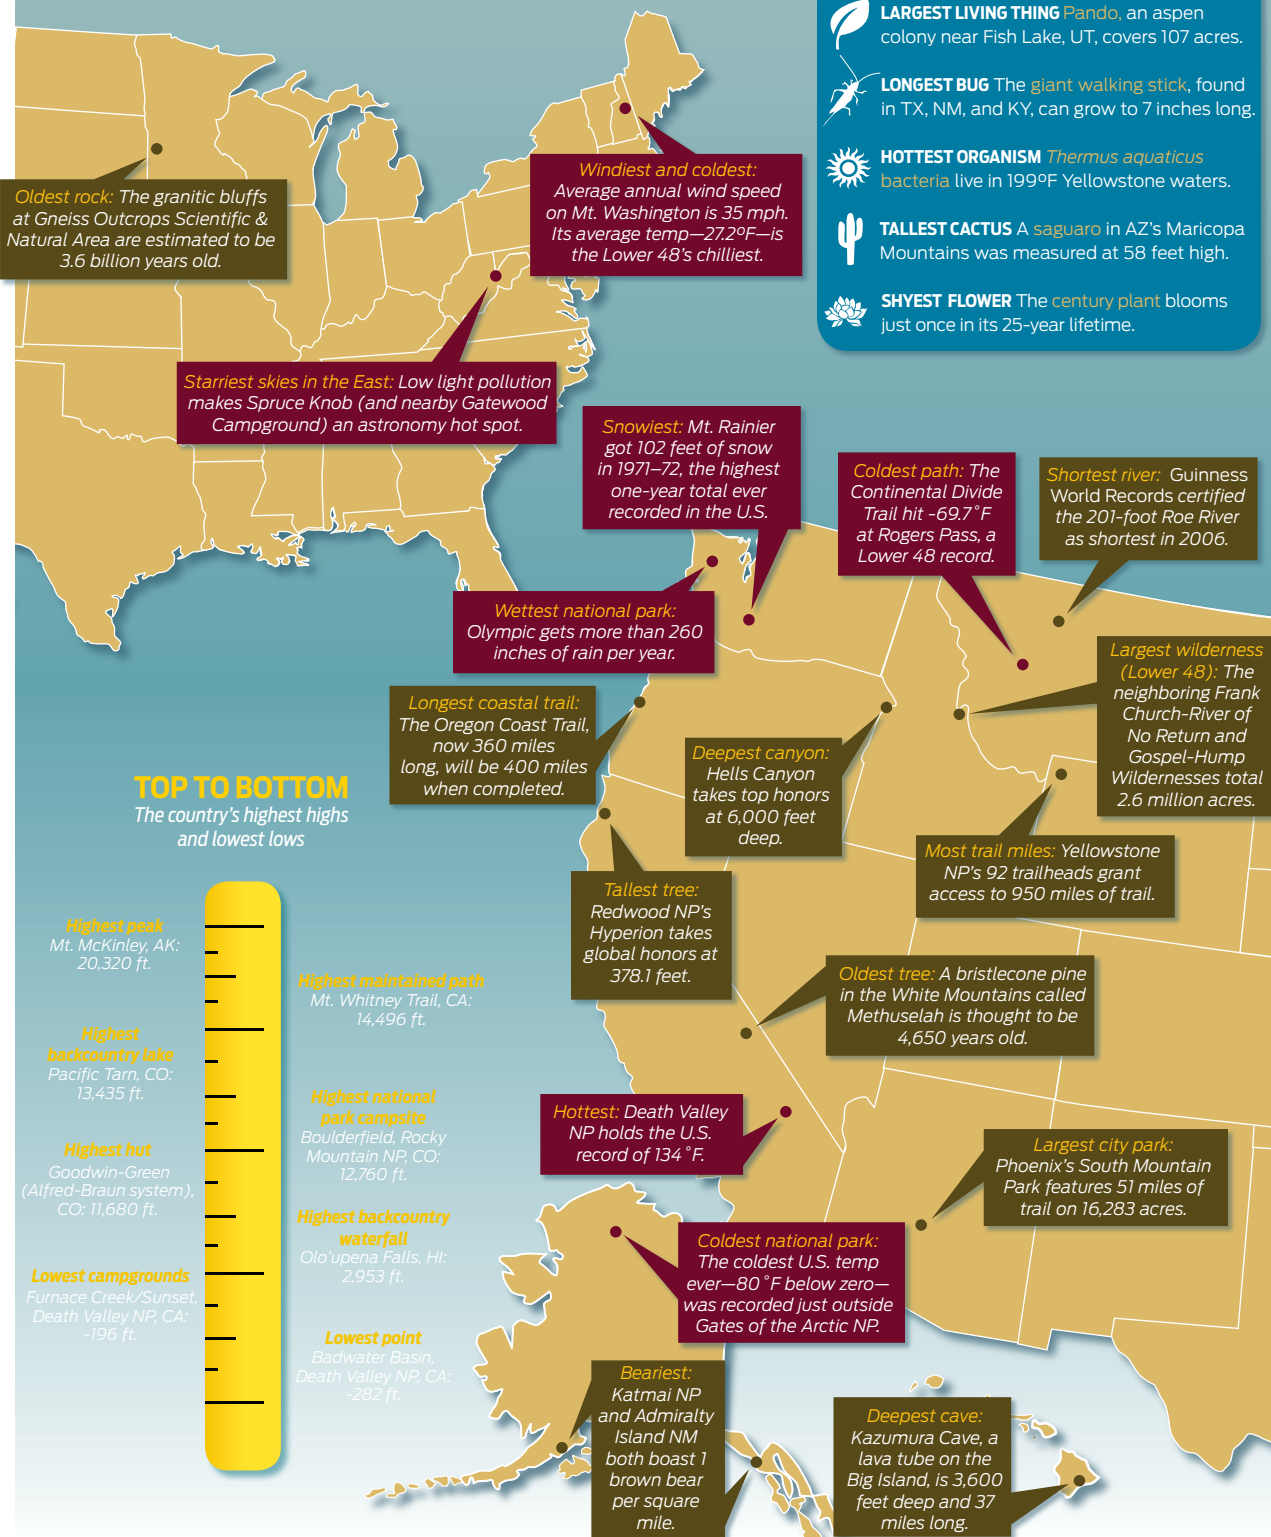 LARGEST LIVING THING Pando, an aspen
colony near Fish Lake, UT, covers 107 acres.
LONGEST BUG The giant walking stick, found
in TX, NM, and KY, can grow to 7 inches long.
HOTTEST ORGANISM Thermus aquaticus
bacteria live in 199ºF Yellowstone waters.
TALLEST CACTUS A saguaro in AZ's Maricopa
Mountains was measured at 58 feet high.
SHYEST FLOWER The century plant blooms
just once in its 25-year lifetime.
Oldest rock: The granitic bluffs
at Gneiss Outcrops Scientific &
Natural Area are estimated to be
3.6 billion years old.
Windiest and coldest:
Average annual wind speed
on Mt. Washington is 35 mph.
Its average temp—27.2ºF—is
the Lower 48's chilliest.
Starriest skies in the East: Low light pollution
makes Spruce Knob (and nearby Gatewood
Campground) an astronomy hot spot.
Snowiest: Mt. Rainier
got 102 feet of snow
in 1971–72, the highest
one-year total ever
recorded in the U.S.
Coldest path: The
Continental Divide
Trail hit -69.7˚F
at Rogers Pass, a
Lower 48 record.
Shortest river: Guinness
World Records certified
the 201-foot Roe River
as shortest in 2006.
Wettest national park:
Olympic gets more than 260
inches of rain per year.
Largest wilderness
(Lower 48): The
neighboring Frank
Church-River of
No Return and
Gospel-Hump
Wildernesses total
2.6 million acres.
Longest coastal trail:
The Oregon Coast Trail,
now 360 miles
long, will be 400 miles
when completed.
Deepest canyon:
Hells Canyon
takes top honors
at 6,000 feet
deep.
Most trail miles: Yellowstone
NP's 92 trailheads grant
access to 950 miles of trail.
Tallest tree:
Redwood NP's
Hyperion takes
global honors at
378.1 feet.
Oldest tree: A bristlecone pine
in the White Mountains called
Methuselah is thought to be
4,650 years old.
Hottest: Death Valley
NP holds the U.S.
record of 134˚F.
Largest city park:
Phoenix's South Mountain
Park features 51 miles of
trail on 16,283 acres.
Coldest national park:
The coldest U.S. temp
ever—80˚F below zero—
was recorded just outside
Gates of the Arctic NP.
Beariest:
Katmai NP
and Admiralty
Island NM
both boast 1
brown bear
per square
mile.
Deepest cave:
Kazumura Cave, a
lava tube on the
Big Island, is 3,600
feet deep and 37
miles long.
TOP TO BOTTOM
The country's highest highs
and lowest lows
Highest peak
Mt. McKinley, AK:
20,320 ft.
Highest maintained path
Mt. Whitney Trail, CA:
14,496 ft.
Highest
backcountry lake
Pacific Tarn, CO:
13,435 ft.
Highest national
park campsite
Boulderfield, Rocky
Mountain NP, CO:
12,760 ft.
Highest hut
Goodwin-Green
(Alfred-Braun system),
CO: 11,680 ft.
Highest backcountry
waterfall
Olo'upena Falls, HI:
2,953 ft.
Lowest campgrounds
Furnace Creek/Sunset,
Death Valley NP, CA:
-196 ft.
Lowest point
Badwater Basin,
Death Valley NP, CA:
-282 ft.